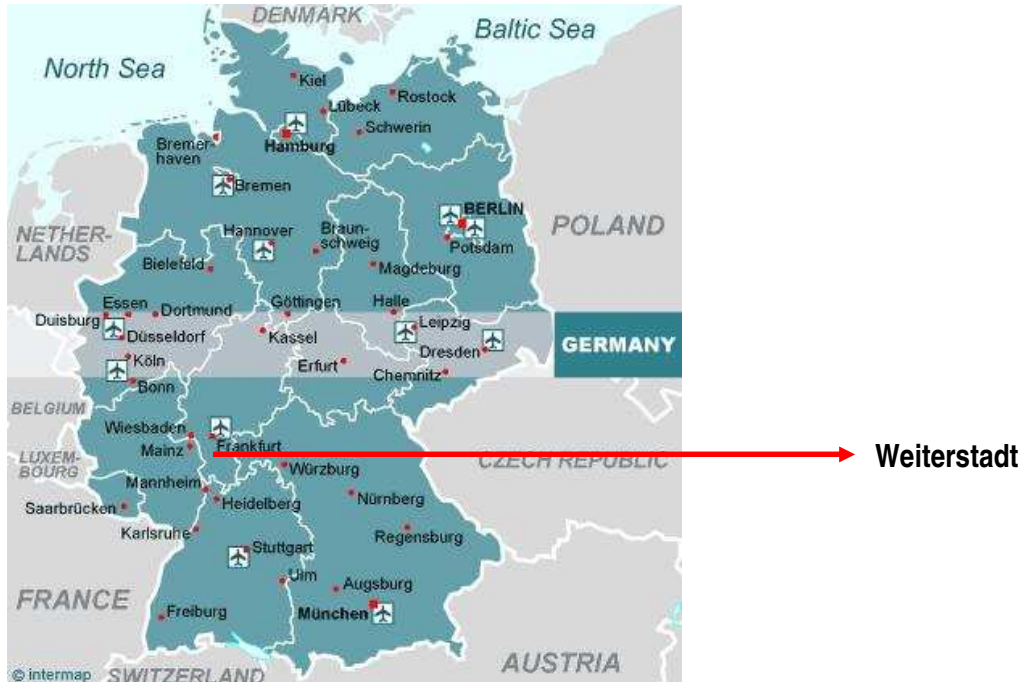 DENMARK
Baltic Sea
North Sea
Kiel
Rostock
Lübeck
Schwerin
Bremer-
haven
Hamburg
Bremen
BERLIN
POLAND
NETHER-
LANDS
Hannover
Braun-
schweig
Potsdam
Bielefeld
Magdeburg
Essen
Dortmund
Göttingen
Halle
Duisburg
Düsseldorf
Kassel
Leipzig
GERMANY
Köln
Erfurt
Dresden
Chemnitz
Bonn
BELGIUM
Wiesbaden
Frankfurt
Mainz
LUXEM-
BOURG
Würzburg
CZECH REPUBLIC
Weiterstadt
Mannheim
Heidelberg
Nürnberg
Saarbrücken
Karlsruhe
Regensburg
Stuttgart
Ulm
Augsburg
FRANCE
Freiburg
München
AUSTRIA
© intermap
SWITZERLAND